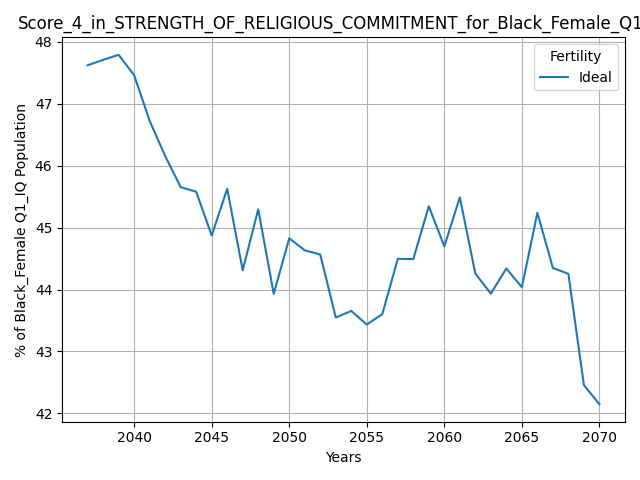 Score_4_in_STRENGTH_OF_RELIGIOUS_COMMITMENT_for_Black_Female_Q1
48
47
46
45
44
43
42
% of Black_Female Q1_IQ Population
Fertility
Ideal
2040 2045 2050 2055 2060 2065 2070
Years